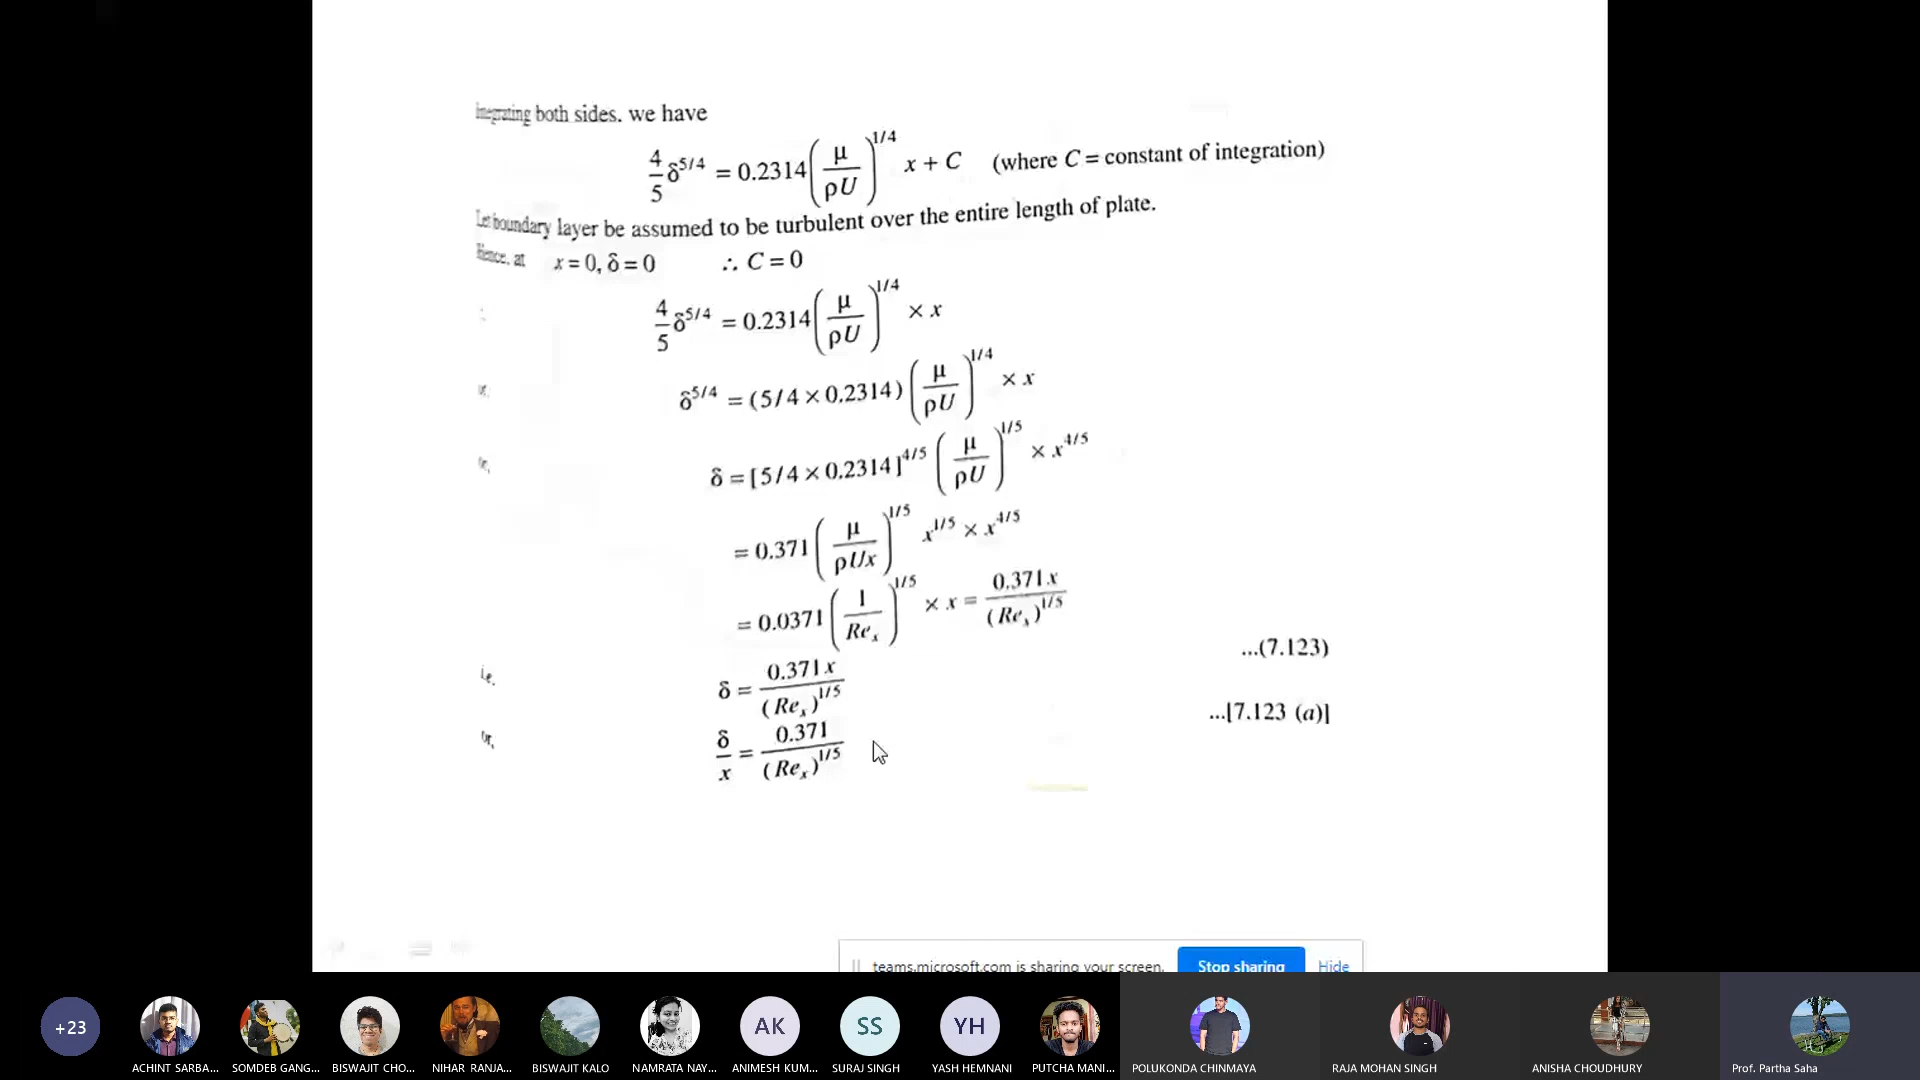 Integrating both sides, we have
4/5 δ^5/4 = 0.2314 (μ/ρU)^1/4 x + C (where C = constant of integration)
Let boundary layer be assumed to be turbulent over the entire length of plate.
Hence, at x = 0, δ = 0 ∴ C = 0
4/5 δ^5/4 = 0.2314 (μ/ρU)^1/4 × x
or, δ^5/4 = (5/4 × 0.2314) (μ/ρU)^1/4 × x
or, δ = [5/4 × 0.2314]^4/5 (μ/ρU)^1/5 × x^4/5
= 0.371 (μ/ρUx)^1/5 x^1/5 × x^4/5
= 0.0371 (1/Re_x)^1/5 × x = 0.371x/(Re_x)^1/5
...(7.123)
i.e. δ = 0.371x/(Re_x)^1/5
...[7.123 (a)]
or, δ/x = 0.371/(Re_x)^1/5
teams.microsoft.com is sharing your screen. Stop sharing Hide
+23 AK SS YH
ACHINT SARBA... SOMDEB GANG... BISWAJIT CHO... NIHAR RANJA... BISWAJIT KALO NAMRATA NAY... ANIMESH KUM... SURAJ SINGH YASH HEMNANI PUTCHA MANI... POLUKONDA CHINMAYA RAJA MOHAN SINGH ANISHA CHOUDHURY Prof. Partha Saha